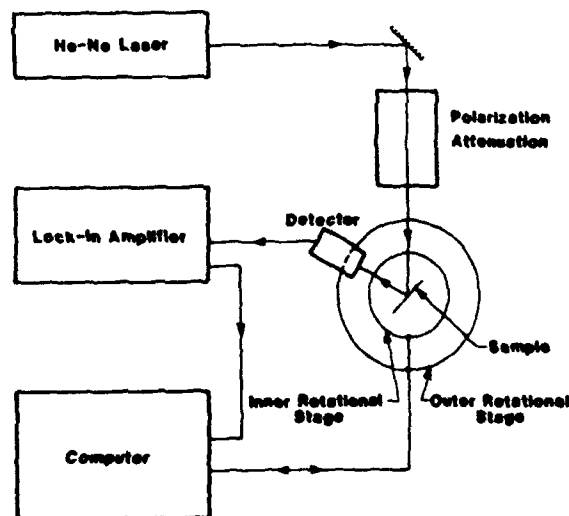 He-Ne Laser
Polarization
Attenuation
Detector
Lock-in Amplifier
Sample
Inner Rotational
Stage
Outer Rotational
Stage
Computer